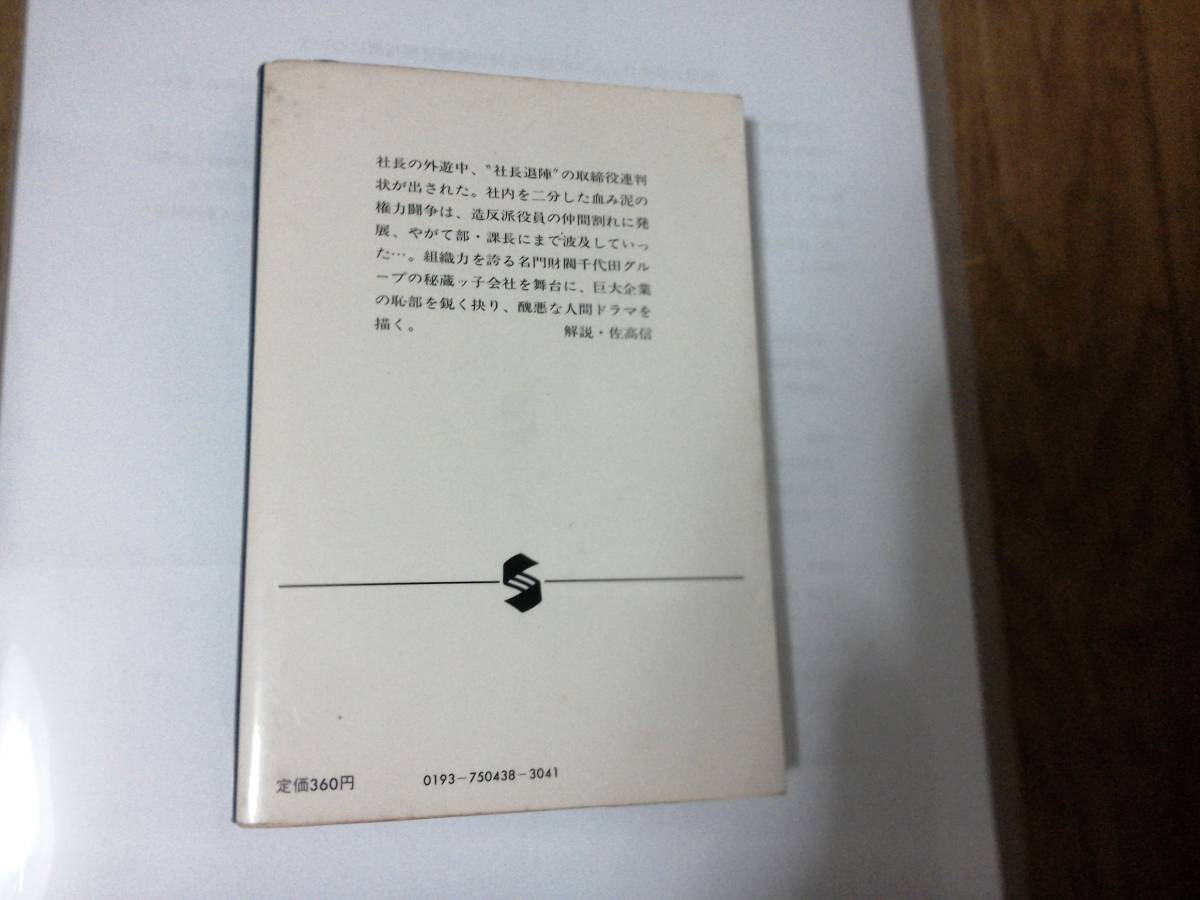 社長の外遊中、〝社長退陣〟の取締役連判
状が出された。社内を二分した血み泥の
権力闘争は、造反派役員の仲間割れに発
展、やがて部・課長にまで波及していっ
た…。組織力を誇る名門財閥千代田グル
ープの秘蔵ッ子会社を舞台に、巨大企業
の恥部を鋭く抉り、醜悪な人間ドラマを
描く。 解説・佐高信
定価360円 0193-750438-3041